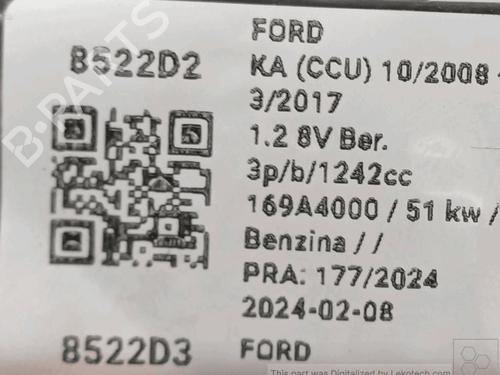 FORD
8522D2
KA (CCU) 10/2008 -
3/2017
1.2 8V Ber.
3p/b/1242cc
169A4000 / 51 kw /
Benzina / /
PRA: 177/2024
2024-02-08
8522D3
FORD
B-PARTS
This part was Digitalized by Lekotech.com